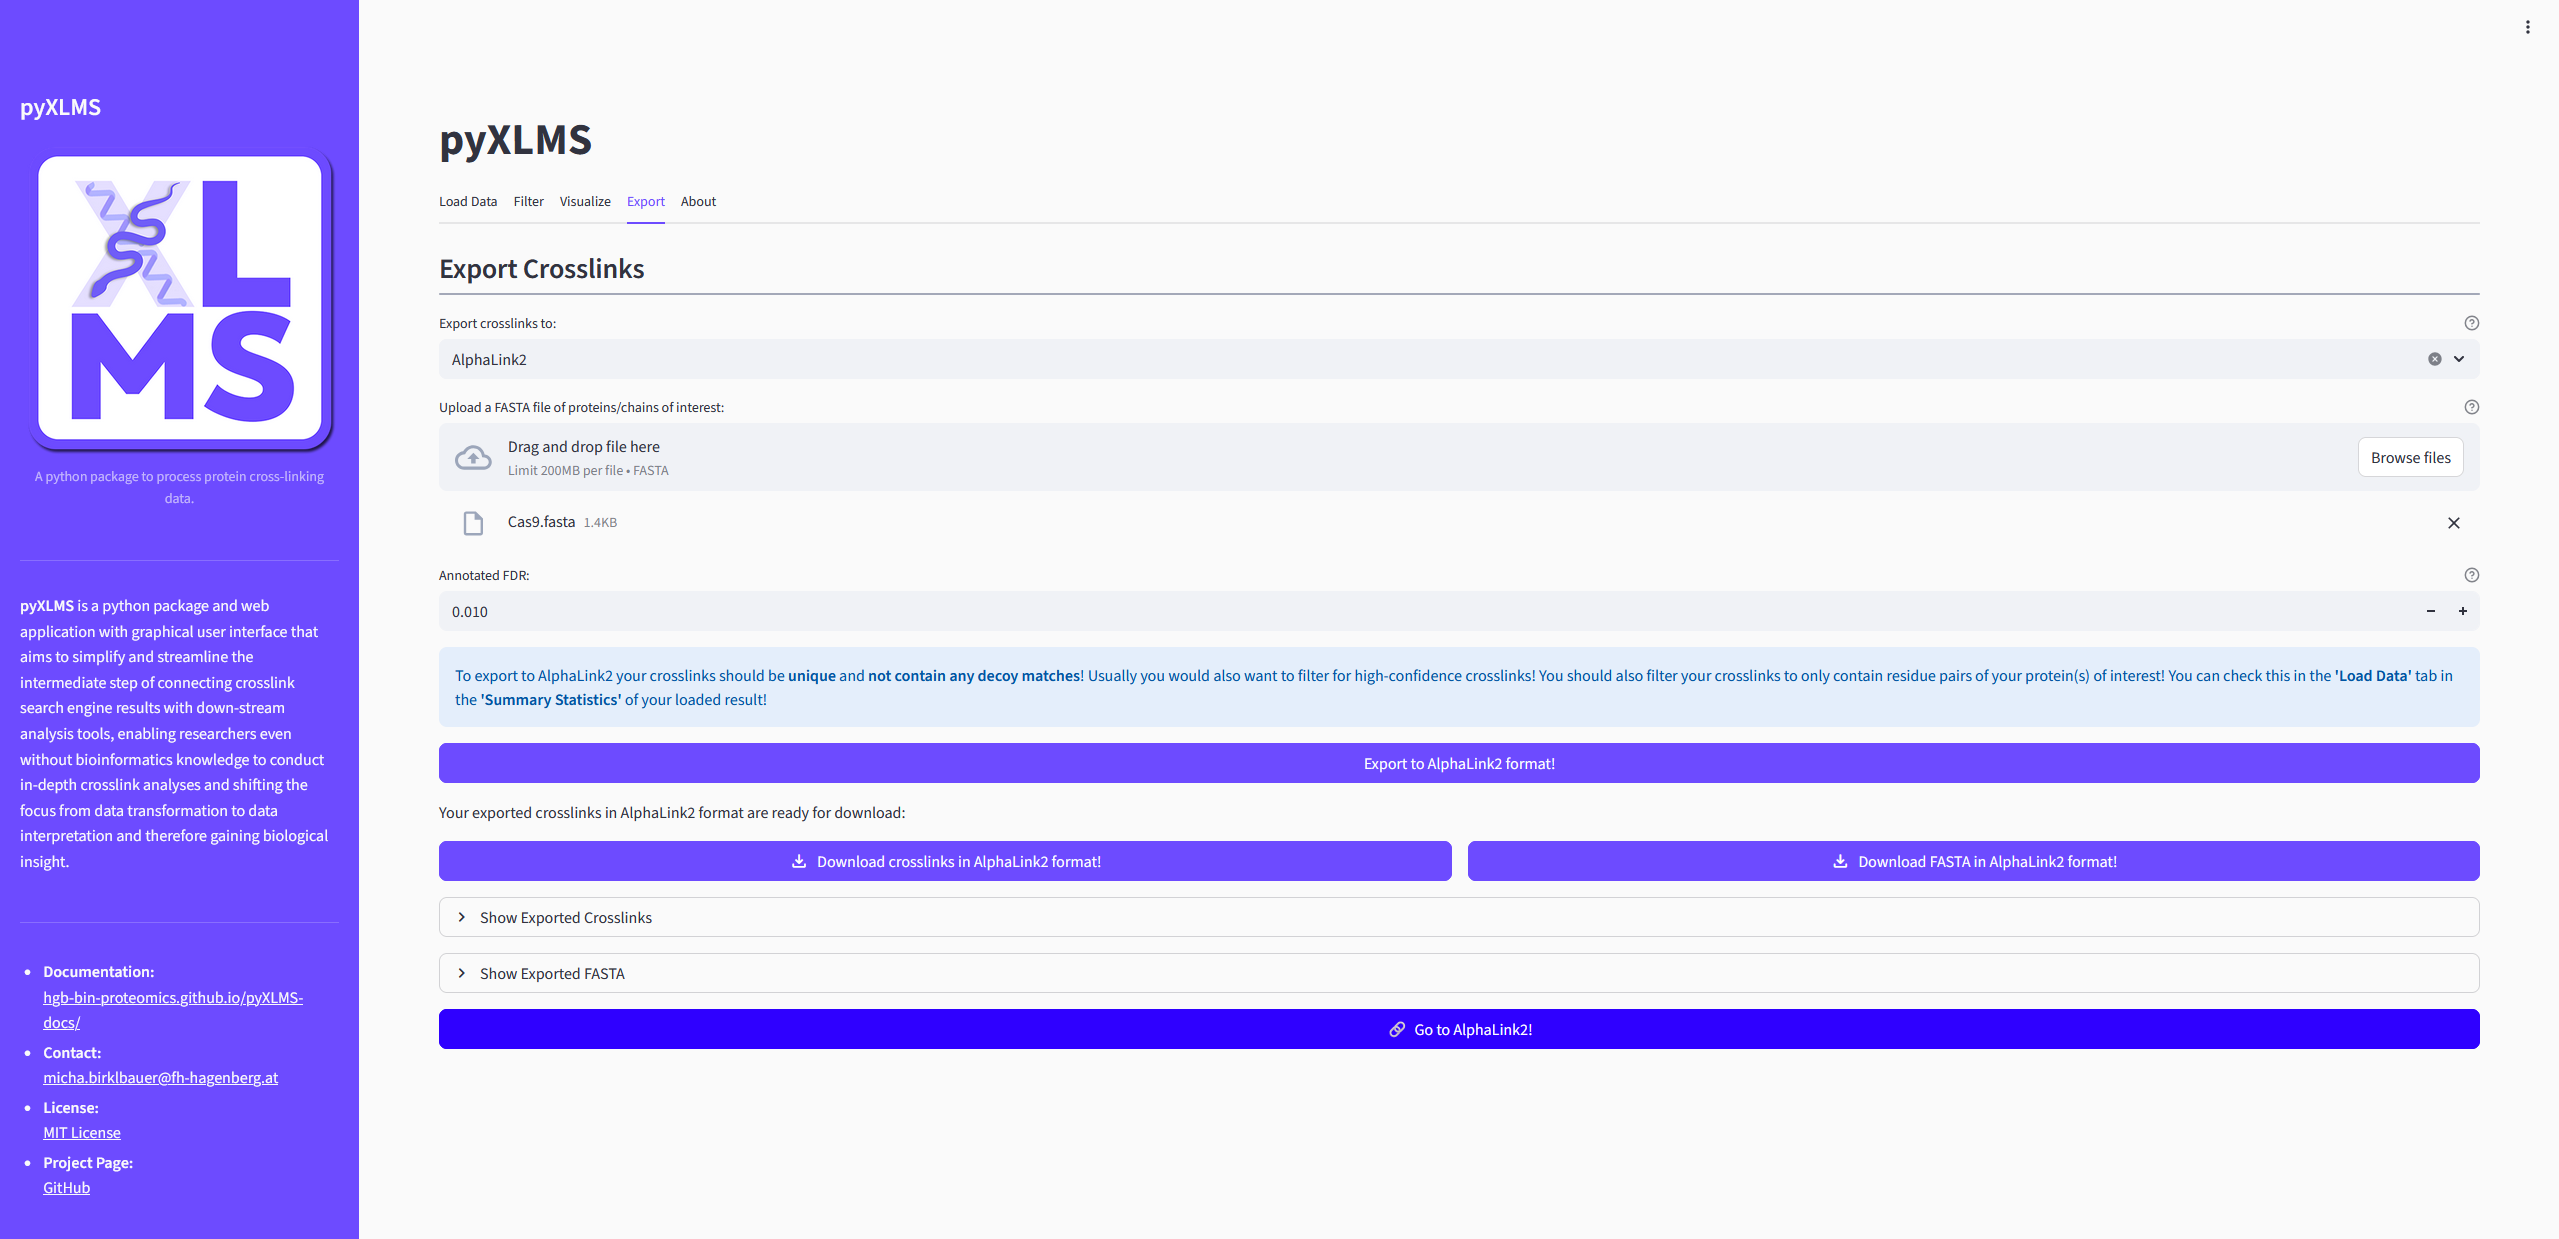 pyXLMS
XL
MS
A python package to process protein cross-linking
data.
pyXLMS is a python package and web
application with graphical user interface that
aims to simplify and streamline the
intermediate step of connecting crosslink
search engine results with down-stream
analysis tools, enabling researchers even
without bioinformatics knowledge to conduct
in-depth crosslink analyses and shifting the
focus from data transformation to data
interpretation and therefore gaining biological
insight.
Documentation:
hgb-bin-proteomics.github.io/pyXLMS-
docs/
Contact:
micha.birklbauer@fh-hagenberg.at
License:
MIT License
Project Page:
GitHub
pyXLMS
Load Data Filter Visualize Export About
Export Crosslinks
Export crosslinks to:
AlphaLink2
Upload a FASTA file of proteins/chains of interest:
Drag and drop file here
Limit 200MB per file • FASTA
Browse files
Cas9.fasta 1.4KB
Annotated FDR:
0.010
To export to AlphaLink2 your crosslinks should be unique and not contain any decoy matches! Usually you would also want to filter for high-confidence crosslinks! You should also filter your crosslinks to only contain residue pairs of your protein(s) of interest! You can check this in the 'Load Data' tab in
the 'Summary Statistics' of your loaded result!
Export to AlphaLink2 format!
Your exported crosslinks in AlphaLink2 format are ready for download:
Download crosslinks in AlphaLink2 format! Download FASTA in AlphaLink2 format!
Show Exported Crosslinks
Show Exported FASTA
Go to AlphaLink2!